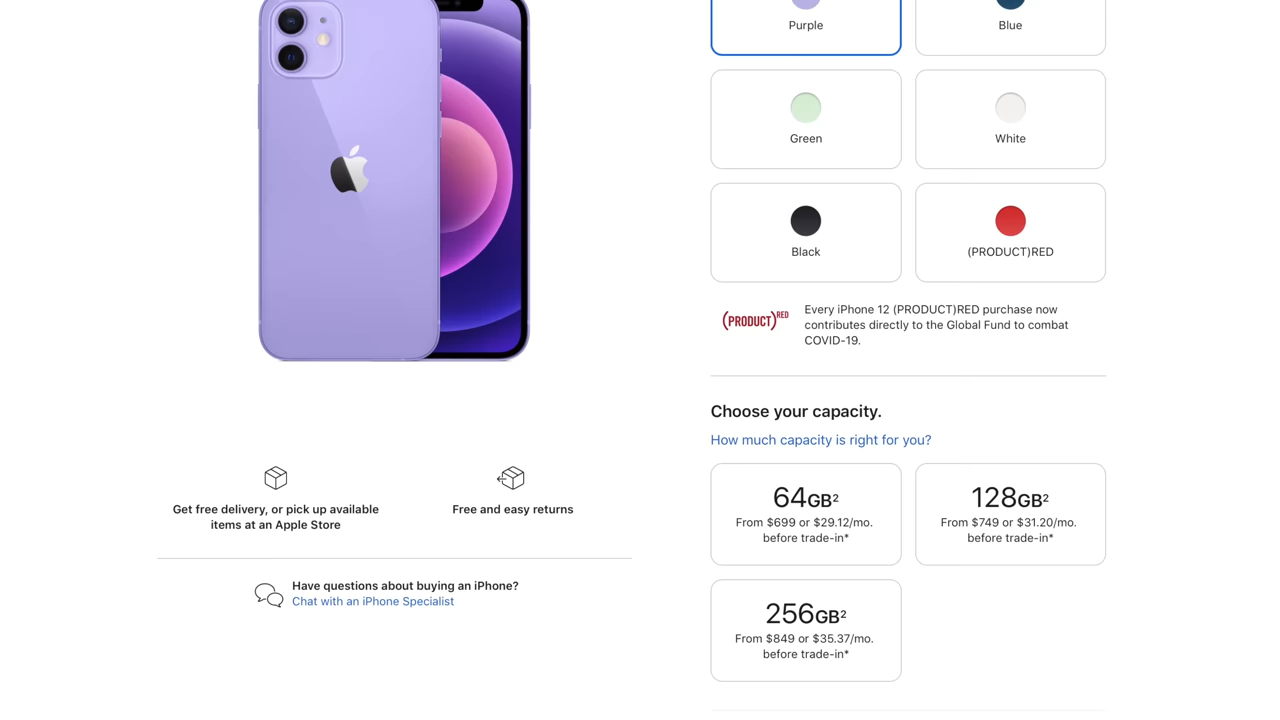 Purple
Blue
Green
White
Black
(PRODUCT)RED
(PRODUCT)RED
Every iPhone 12 (PRODUCT)RED purchase now
contributes directly to the Global Fund to combat
COVID-19.
Choose your capacity.
How much capacity is right for you?
64GB²
From $699 or $29.12/mo.
before trade-in*
128GB²
From $749 or $31.20/mo.
before trade-in*
256GB²
From $849 or $35.37/mo.
before trade-in*
Get free delivery, or pick up available
items at an Apple Store
Free and easy returns
Have questions about buying an iPhone?
Chat with an iPhone Specialist